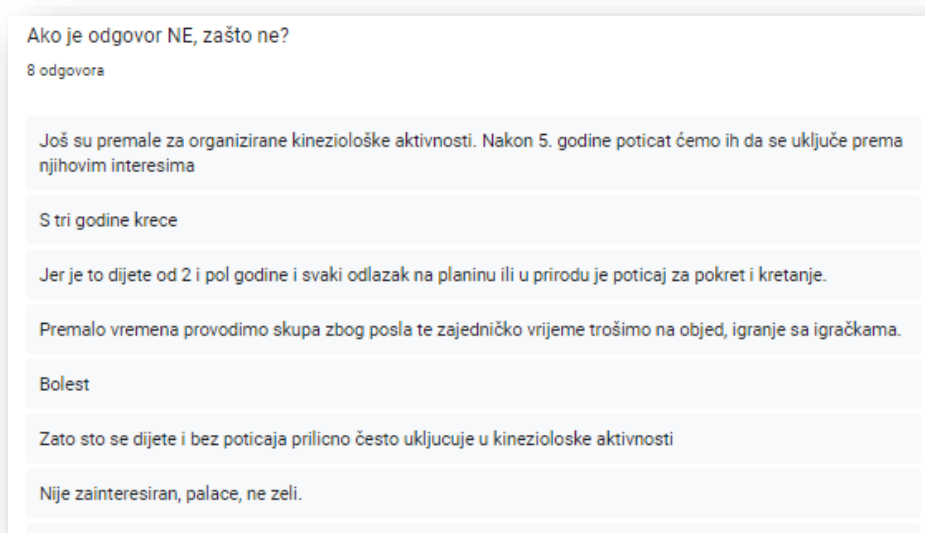 Ako je odgovor NE, zašto ne?
8 odgovora
Još su premale za organizirane kineziološke aktivnosti. Nakon 5. godine poticat ćemo ih da se uključe prema
njihovim interesima
S tri godine krece
Jer je to dijete od 2 i pol godine i svaki odlazak na planinu ili u prirodu je poticaj za pokret i kretanje.
Premalo vremena provodimo skupa zbog posla te zajedničko vrijeme trošimo na objed, igranje sa igračkama.
Bolest
Zato sto se dijete i bez poticaja prilicno često ukljucuje u kinezioloske aktivnosti
Nije zainteresiran, palace, ne zeli.